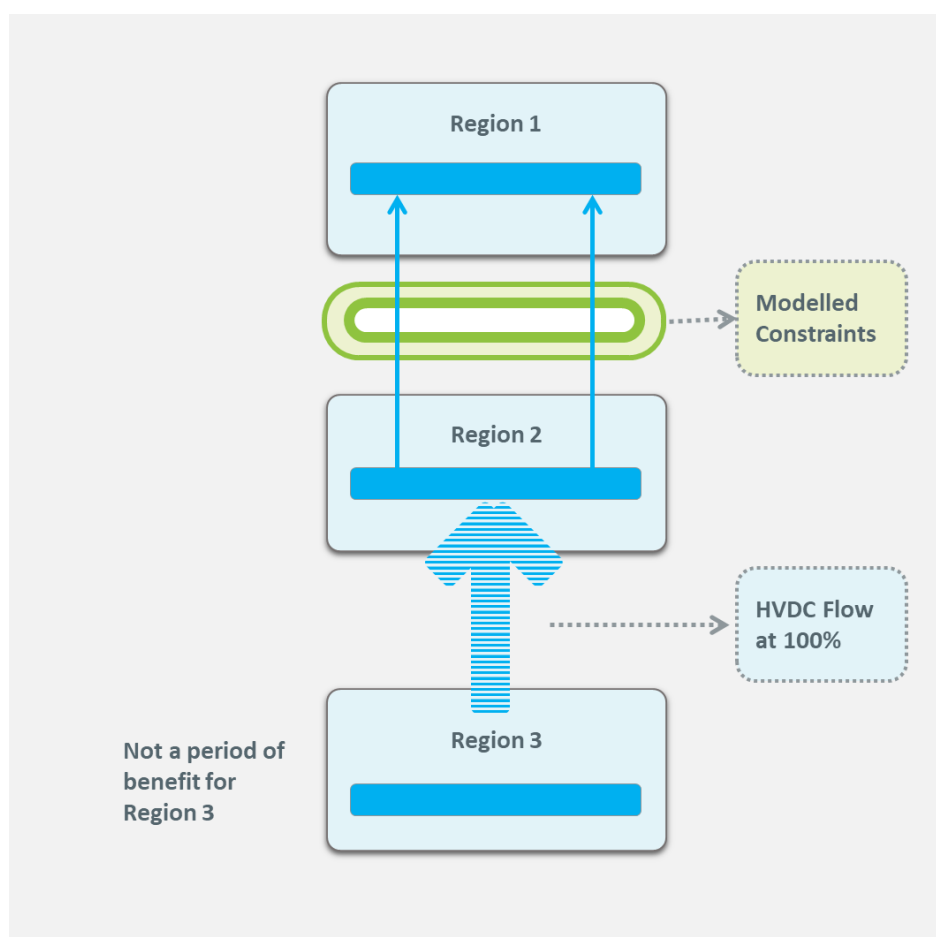 Region 1
Modelled
Constraints
Region 2
HVDC Flow
at 100%
Region 3
Not a period of
benefit for
Region 3